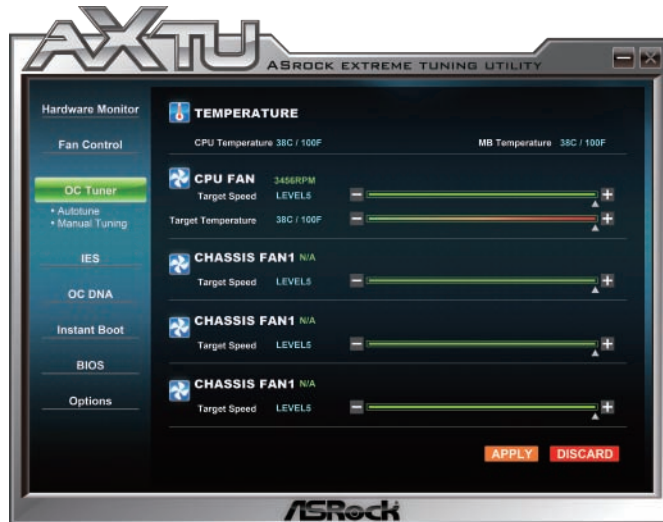 AXTU
ASROCK EXTREME TUNING UTILITY
Hardware Monitor
Fan Control
OC Tuner
• Autotune
• Manual Tuning
IES
OC DNA
Instant Boot
BIOS
Options
TEMPERATURE
CPU Temperature 38C / 100F MB Temperature 38C / 100F
CPU FAN 3456RPM
Target Speed LEVEL5
Target Temperature 38C / 100F
CHASSIS FAN1 N/A
Target Speed LEVEL5
CHASSIS FAN1 N/A
Target Speed LEVEL5
CHASSIS FAN1 N/A
Target Speed LEVEL5
APPLY DISCARD
ASRock